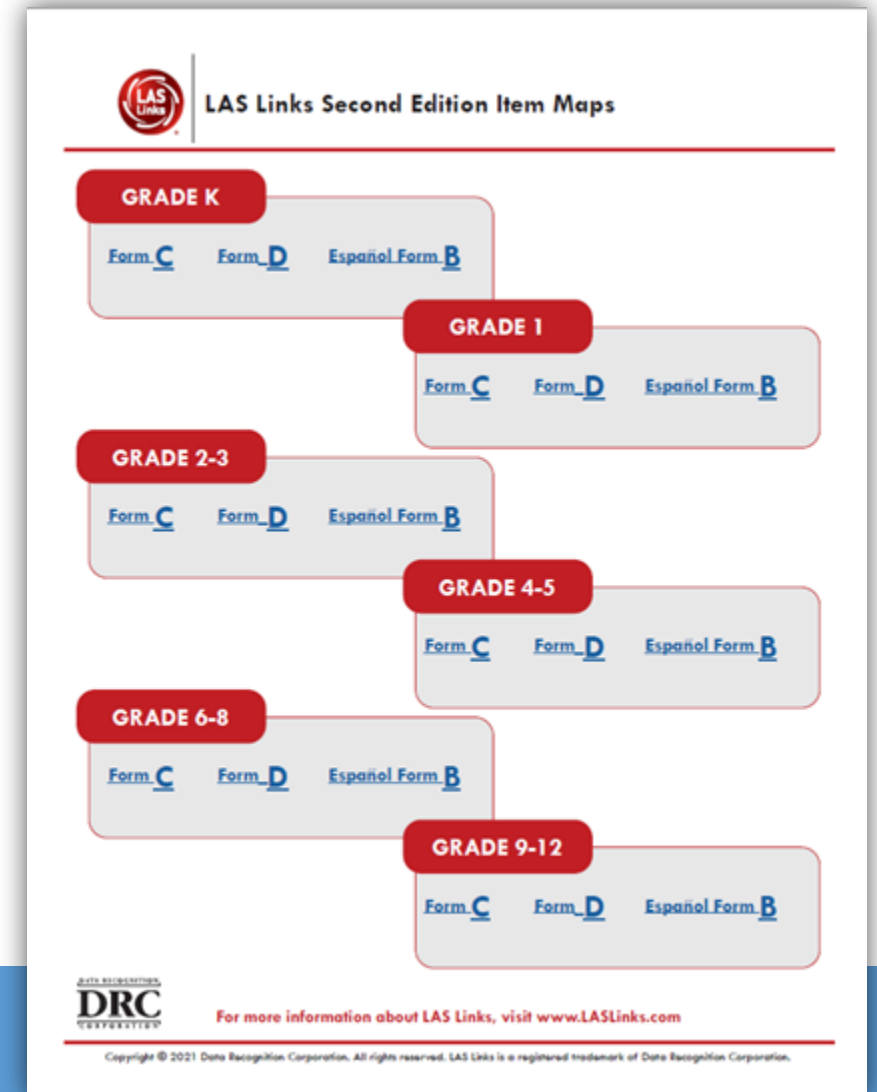 LAS
Links
LAS Links Second Edition Item Maps
GRADE K
Form C Form D Español Form B
GRADE 1
Form C Form D Español Form B
GRADE 2-3
Form C Form D Español Form B
GRADE 4-5
Form C Form D Español Form B
GRADE 6-8
Form C Form D Español Form B
GRADE 9-12
Form C Form D Español Form B
DATA RECOGNITION
DRC
CORPORATION
For more information about LAS Links, visit www.LASLinks.com
Copyright © 2021 Data Recognition Corporation. All rights reserved. LAS Links is a registered trademark of Data Recognition Corporation.